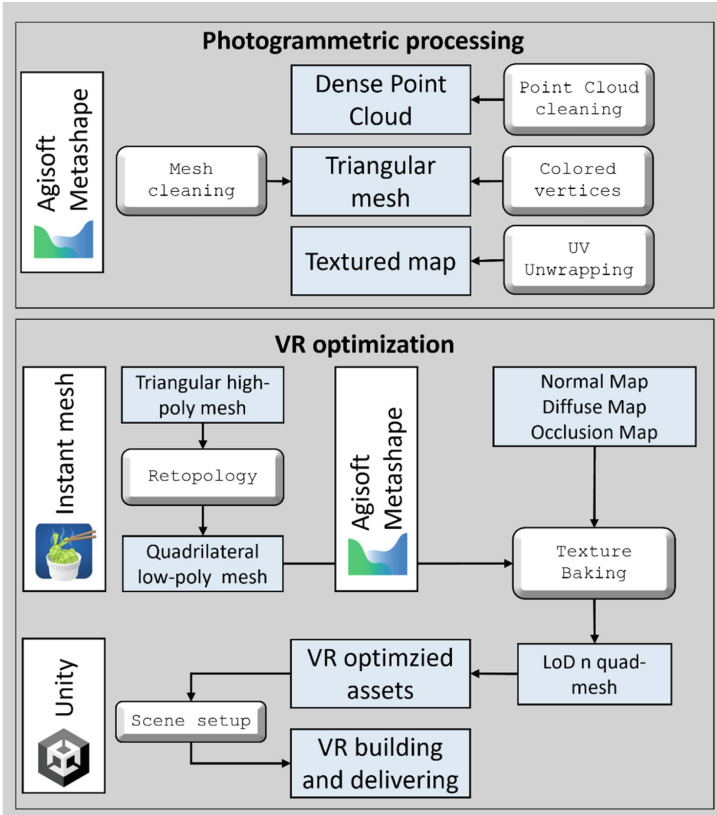 Photogrammetric processing
Agisoft
Metashape
Dense Point
Cloud
Point Cloud
cleaning
Mesh
cleaning
Triangular
mesh
Colored
vertices
Textured map
UV
Unwrapping
VR optimization
Instant mesh
Triangular high-
poly mesh
Retopology
Quadrilateral
low-poly mesh
Agisoft
Metashape
Normal Map
Diffuse Map
Occlusion Map
Texture
Baking
LoD n quad-
mesh
Unity
VR optimzied
assets
Scene setup
VR building
and delivering